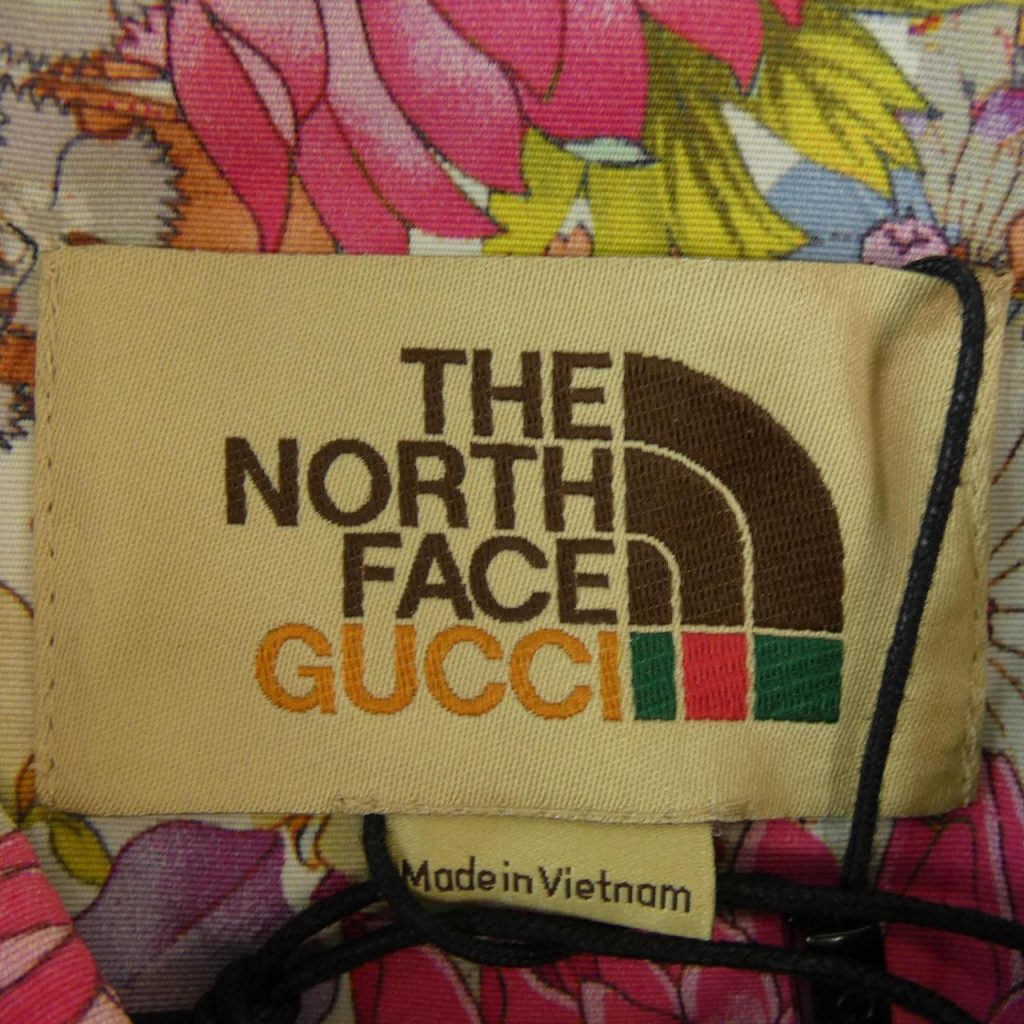 THE
NORTH
FACE
GUCCI
Made in Vietnam